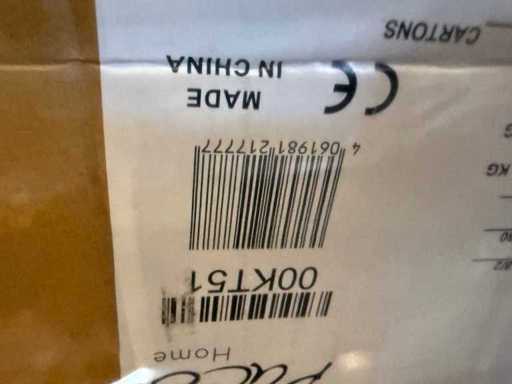 Home
00KT51
4 061981 217777
CE
MADE
IN CHINA
KG
CARTONS